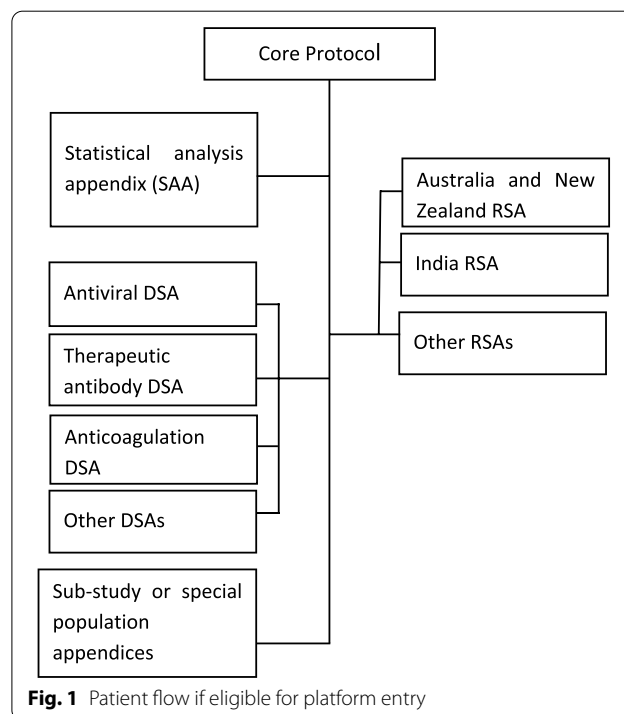 Core Protocol
Statistical analysis
appendix (SAA)
Australia and New
Zealand RSA
India RSA
Other RSAs
Antiviral DSA
Therapeutic
antibody DSA
Anticoagulation
DSA
Other DSAs
Sub-study or special
population
appendices
Fig. 1 Patient flow if eligible for platform entry